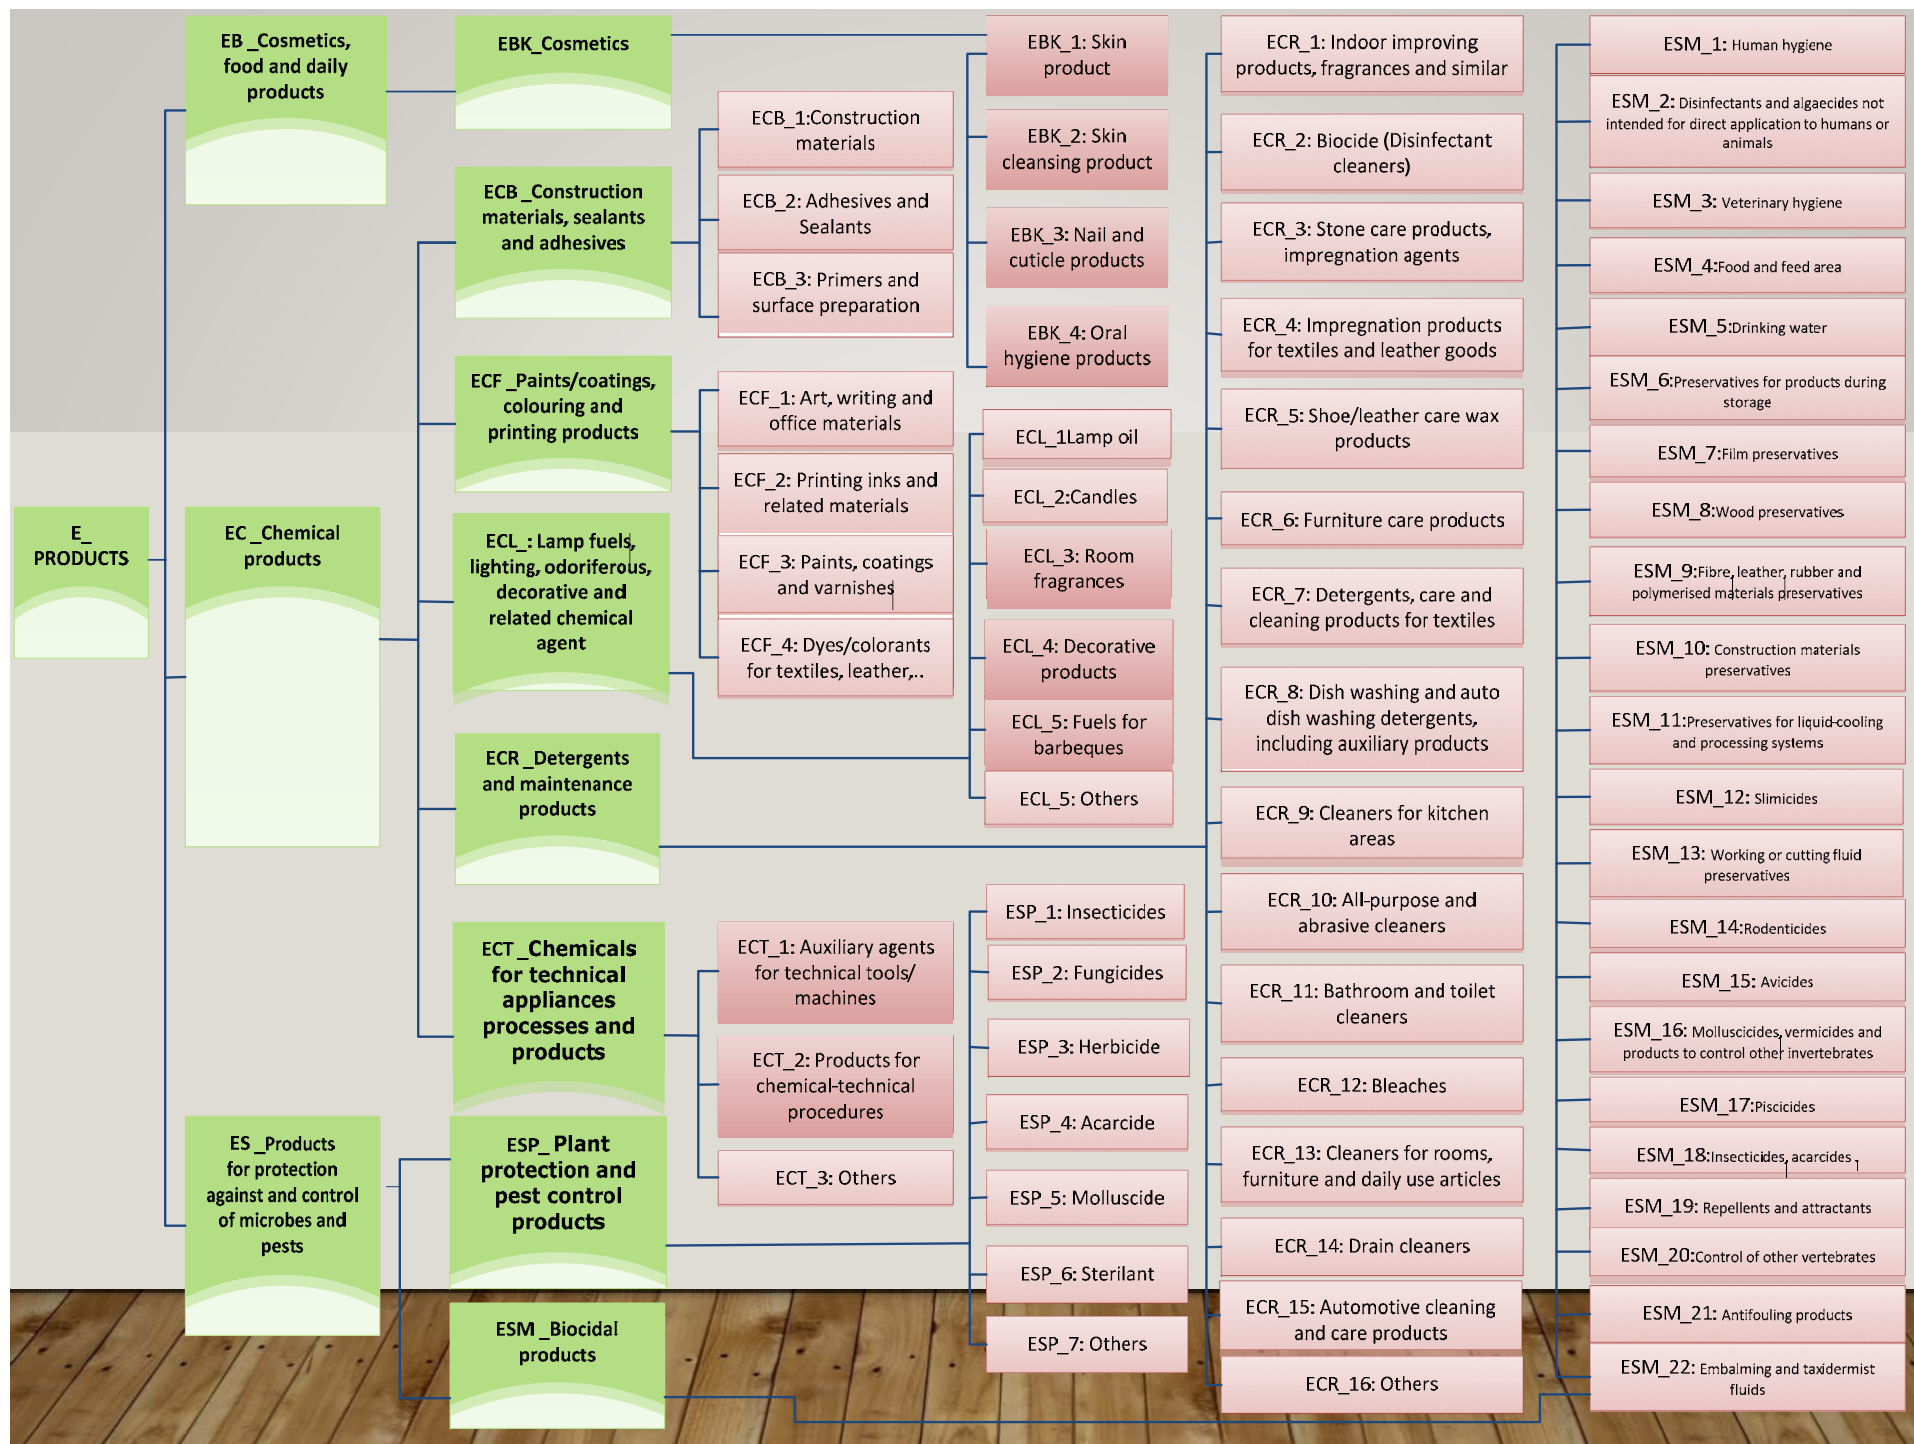 E_
PRODUCTS
EB _Cosmetics,
food and daily
products
EC _Chemical
products
ES _Products
for protection
against and control
of microbes and
pests
EBK_Cosmetics
ECB _Construction
materials, sealants
and adhesives
ECF _Paints/coatings,
colouring and
printing products
ECL_: Lamp fuels,
lighting, odoriferous,
decorative and
related chemical
agent
ECR _Detergents
and maintenance
products
ECT _Chemicals
for technical
appliances
processes and
products
ESP_ Plant
protection and
pest control
products
ESM _Biocidal
products
ECB_1:Construction
materials
ECB_2: Adhesives and
Sealants
ECB_3: Primers and
surface preparation
ECF_1: Art, writing and
office materials
ECF_2: Printing inks and
related materials
ECF_3: Paints, coatings
and varnishes
ECF_4: Dyes/colorants
for textiles, leather,..
ECT_1: Auxiliary agents
for technical tools/
machines
ECT_2: Products for
chemical-technical
procedures
ECT_3: Others
EBK_1: Skin
product
EBK_2: Skin
cleansing product
EBK_3: Nail and
cuticle products
EBK_4: Oral
hygiene products
ECL_1Lamp oil
ECL_2:Candles
ECL_3: Room
fragrances
ECL_4: Decorative
products
ECL_5: Fuels for
barbeques
ECL_5: Others
ESP_1: Insecticides
ESP_2: Fungicides
ESP_3: Herbicide
ESP_4: Acarcide
ESP_5: Molluscide
ESP_6: Sterilant
ESP_7: Others
ECR_1: Indoor improving
products, fragrances and similar
ECR_2: Biocide (Disinfectant
cleaners)
ECR_3: Stone care products,
impregnation agents
ECR_4: Impregnation products
for textiles and leather goods
ECR_5: Shoe/leather care wax
products
ECR_6: Furniture care products
ECR_7: Detergents, care and
cleaning products for textiles
ECR_8: Dish washing and auto
dish washing detergents,
including auxiliary products
ECR_9: Cleaners for kitchen
areas
ECR_10: All-purpose and
abrasive cleaners
ECR_11: Bathroom and toilet
cleaners
ECR_12: Bleaches
ECR_13: Cleaners for rooms,
furniture and daily use articles
ECR_14: Drain cleaners
ECR_15: Automotive cleaning
and care products
ECR_16: Others
ESM_1: Human hygiene
ESM_2: Disinfectants and algaecides not
intended for direct application to humans or
animals
ESM_3: Veterinary hygiene
ESM_4:Food and feed area
ESM_5:Drinking water
ESM_6:Preservatives for products during
storage
ESM_7:Film preservatives
ESM_8:Wood preservatives
ESM_9:Fibre, leather, rubber and
polymerised materials preservatives
ESM_10: Construction materials
preservatives
ESM_11:Preservatives for liquid-cooling
and processing systems
ESM_12: Slimicides
ESM_13: Working or cutting fluid
preservatives
ESM_14:Rodenticides
ESM_15: Avicides
ESM_16: Molluscicides, vermicides and
products to control other invertebrates
ESM_17:Piscicides
ESM_18:Insecticides, acarcides ,
ESM_19: Repellents and attractants
ESM_20:Control of other vertebrates
ESM_21: Antifouling products
ESM_22: Embalming and taxidermist
fluids